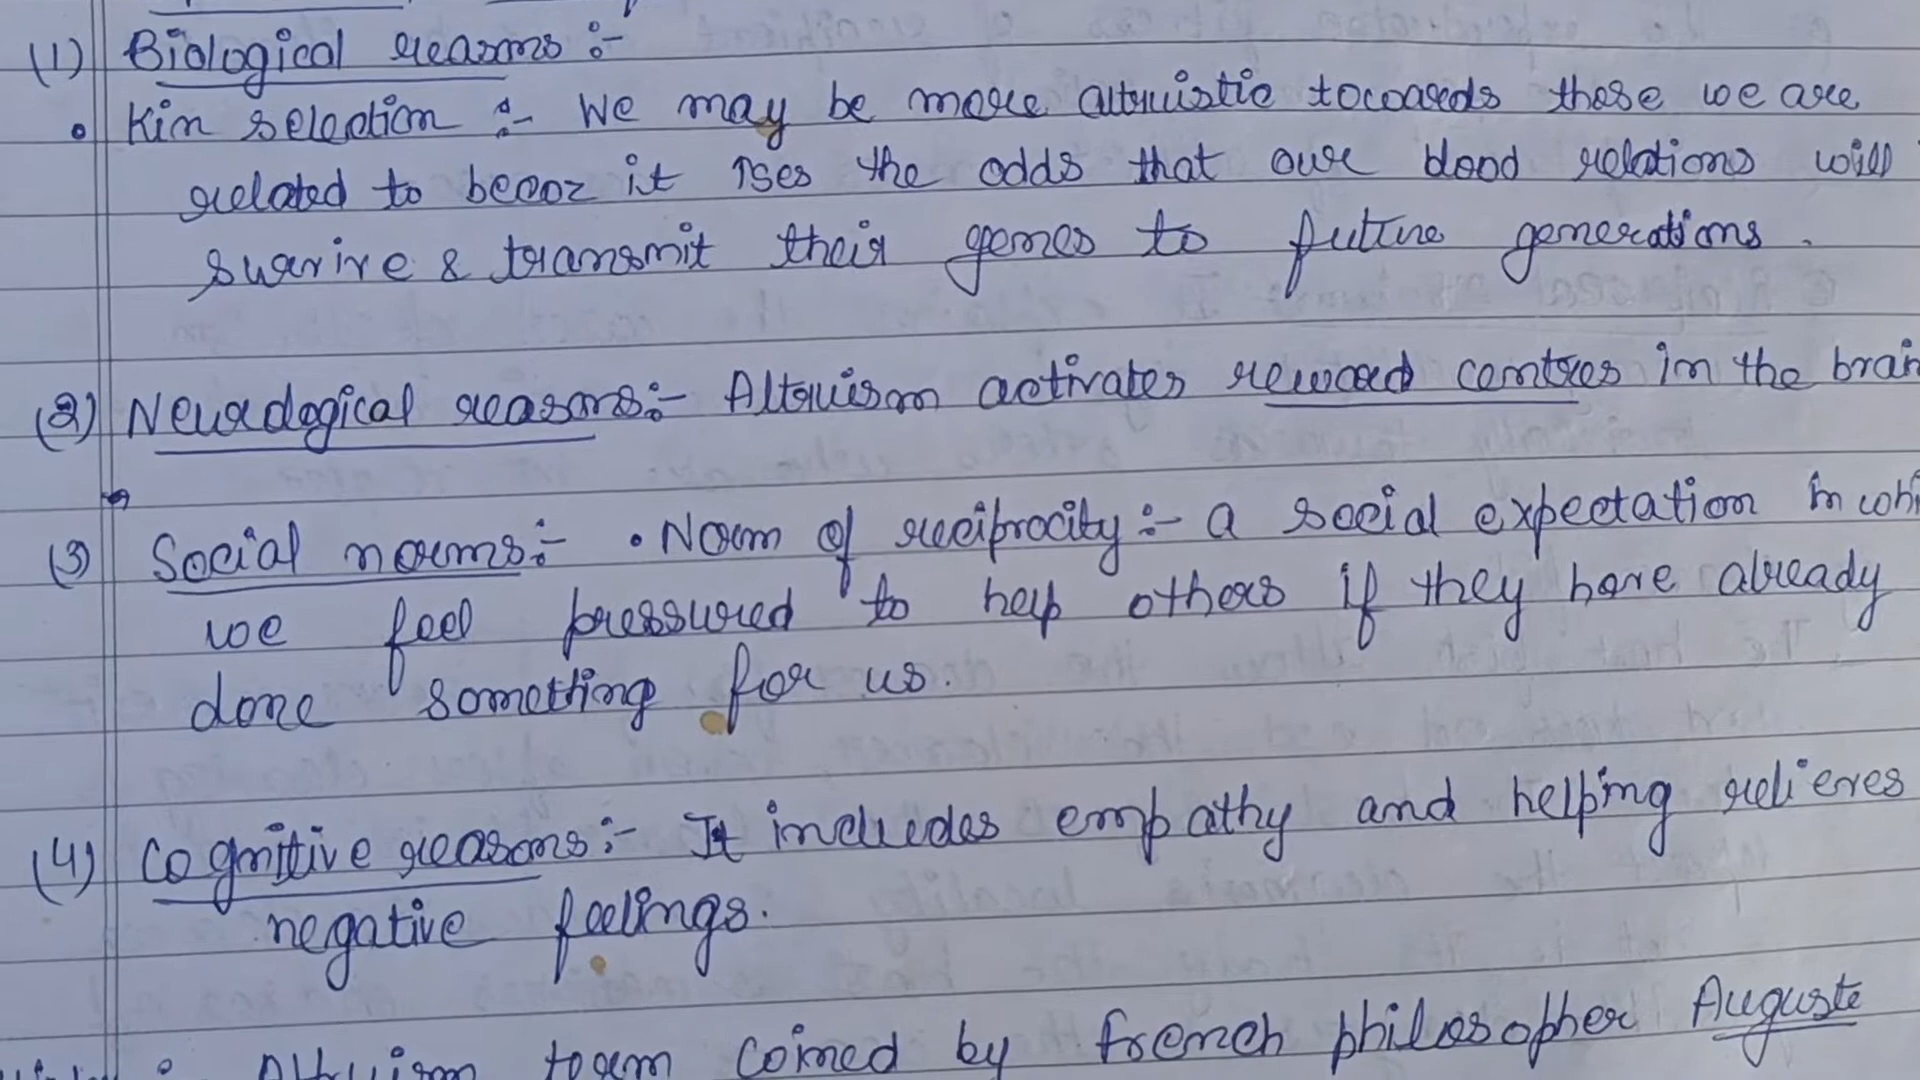 (1) Biological reasons :-
• Kin selection :- We may be more altruistic towards those we are
related to becoz it ises the odds that our blood relations will
survive & transmit their genes to future generations.
(2) Neurological reasons:- Altruism activates reward centres in the brain
(3) Social norms:- • Norm of reciprocity:- a social expectation in whi
we feel pressured to help others if they have already
done something for us.
(4) Cognitive reasons:- It includes empathy and helping relieves
negative feelings.
Altruism term coined by french philosopher Auguste